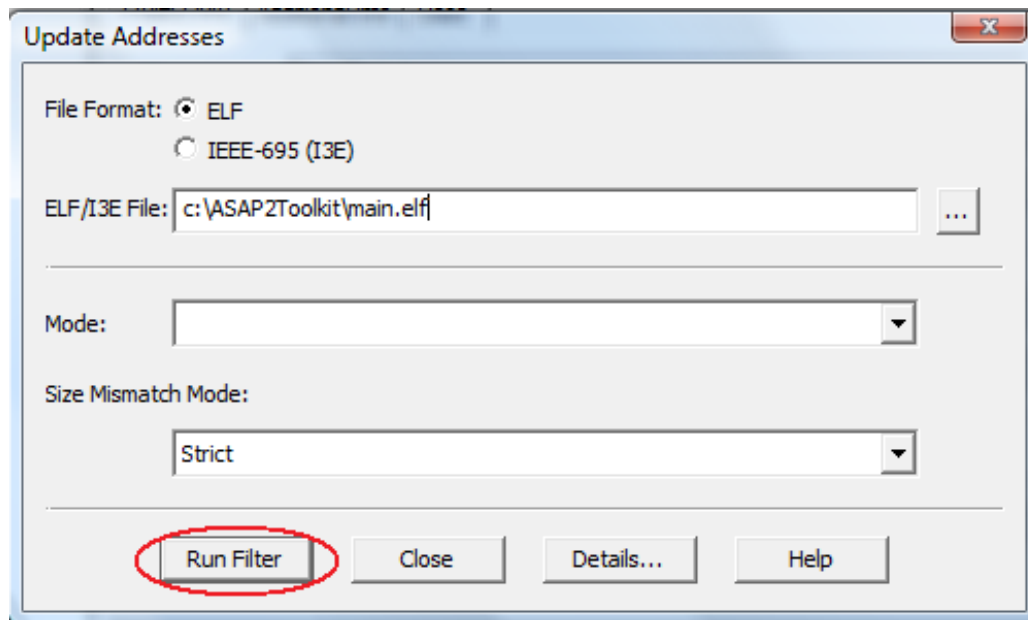 Update Addresses
File Format: ELF
IEEE-695 (I3E)
ELF/I3E File: c:\ASAP2Toolkit\main.elf ...
Mode:
Size Mismatch Mode:
Strict
Run Filter Close Details... Help